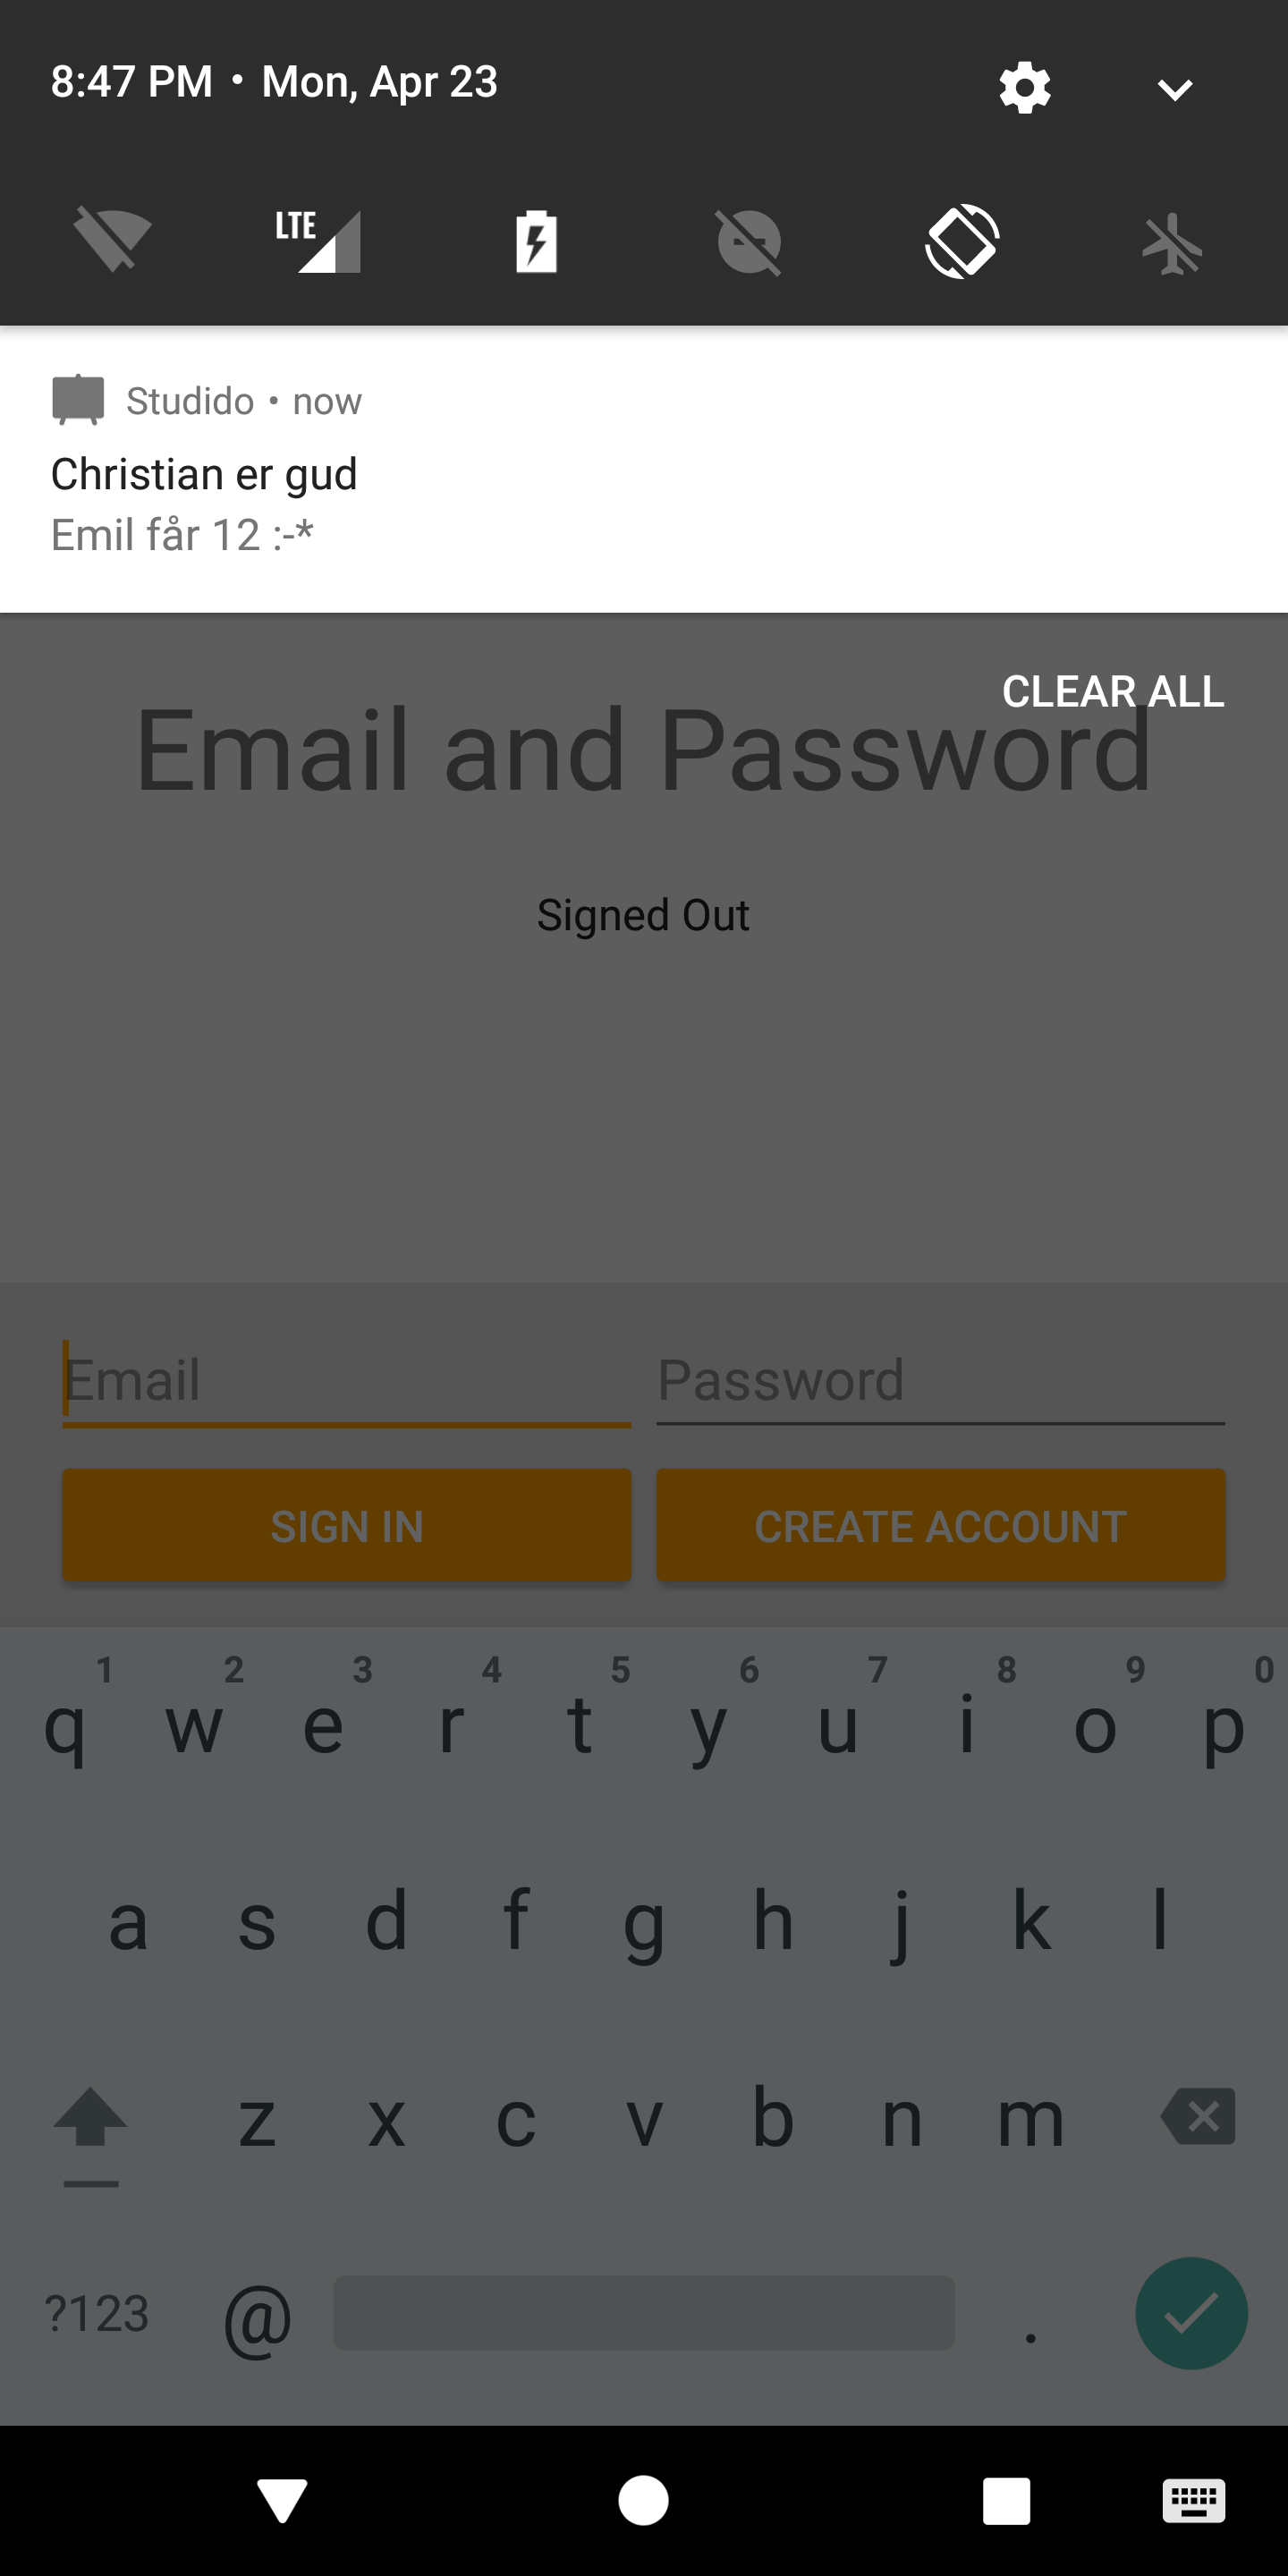 8:47 PM • Mon, Apr 23
LTE
Studido • now
Christian er gud
Emil får 12 :-*
CLEAR ALL
Email and Password
Signed Out
Email Password
SIGN IN CREATE ACCOUNT
1 2 3 4 5 6 7 8 9 0
q w e r t y u i o p
a s d f g h j k l
z x c v b n m
?123 @ .